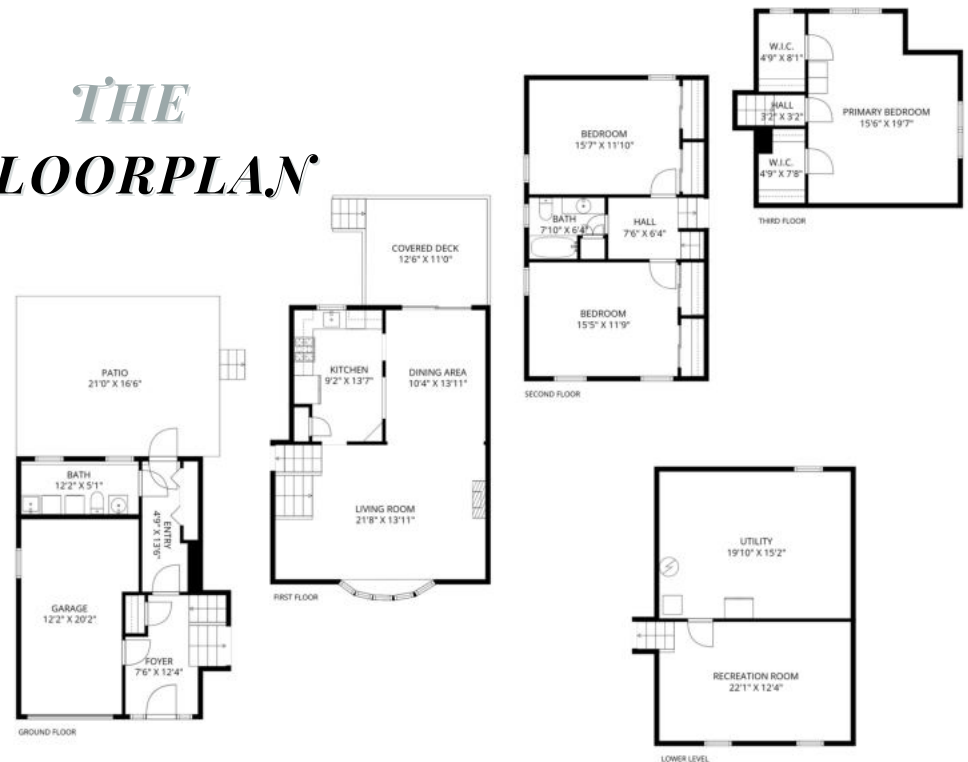 THE
LOORPLAN
W.I.C.
4'9" X 8'1"
HALL
3'2" X 3'2"
PRIMARY BEDROOM
15'6" X 19'7"
W.I.C.
4'9" X 7'8"
THIRD FLOOR
BEDROOM
15'7" X 11'10"
BATH
7'10" X 6'4"
HALL
7'6" X 6'4"
BEDROOM
15'5" X 11'9"
SECOND FLOOR
COVERED DECK
12'6" X 11'0"
KITCHEN
9'2" X 13'7"
DINING AREA
10'4" X 13'11"
LIVING ROOM
21'8" X 13'11"
FIRST FLOOR
PATIO
21'0" X 16'6"
BATH
12'2" X 5'1"
ENTRY
4'9" X 13'6"
GARAGE
12'2" X 20'2"
FOYER
7'6" X 12'4"
GROUND FLOOR
UTILITY
19'10" X 15'2"
RECREATION ROOM
22'1" X 12'4"
LOWER LEVEL